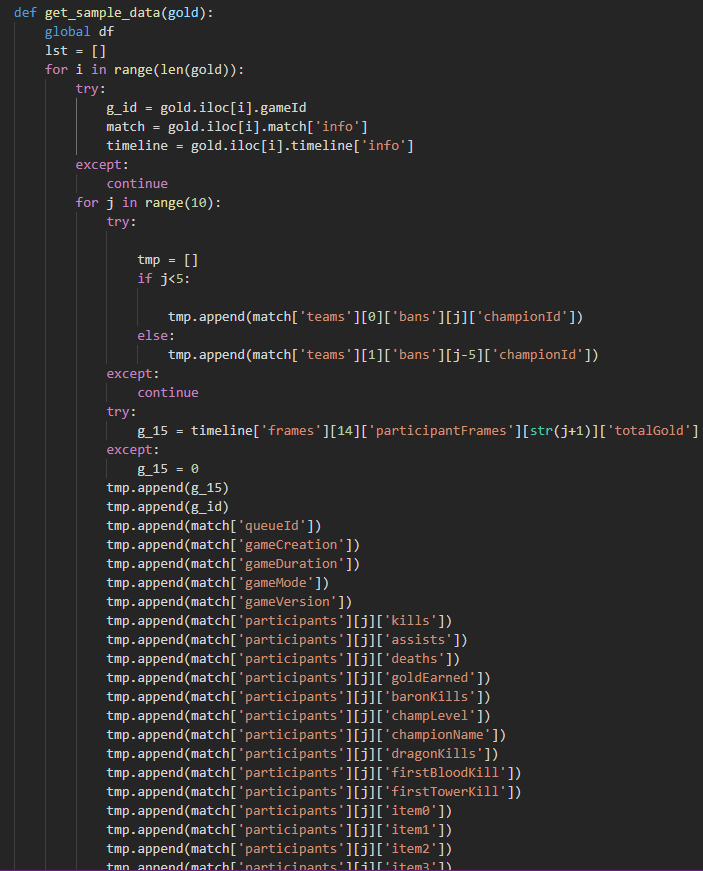 def get_sample_data(gold):
    global df
    lst = []
    for i in range(len(gold)):
        try:
            g_id = gold.iloc[i].gameId
            match = gold.iloc[i].match['info']
            timeline = gold.iloc[i].timeline['info']
        except:
            continue
        for j in range(10):
            try:
                tmp = []
                if j<5:
                    tmp.append(match['teams'][0]['bans'][j]['championId'])
                else:
                    tmp.append(match['teams'][1]['bans'][j-5]['championId'])
            except:
                continue
            try:
                g_15 = timeline['frames'][14]['participantFrames'][str(j+1)]['totalGold']
            except:
                g_15 = 0
            tmp.append(g_15)
            tmp.append(g_id)
            tmp.append(match['queueId'])
            tmp.append(match['gameCreation'])
            tmp.append(match['gameDuration'])
            tmp.append(match['gameMode'])
            tmp.append(match['gameVersion'])
            tmp.append(match['participants'][j]['kills'])
            tmp.append(match['participants'][j]['assists'])
            tmp.append(match['participants'][j]['deaths'])
            tmp.append(match['participants'][j]['goldEarned'])
            tmp.append(match['participants'][j]['baronKills'])
            tmp.append(match['participants'][j]['champLevel'])
            tmp.append(match['participants'][j]['championName'])
            tmp.append(match['participants'][j]['dragonKills'])
            tmp.append(match['participants'][j]['firstBloodKill'])
            tmp.append(match['participants'][j]['firstTowerKill'])
            tmp.append(match['participants'][j]['item0'])
            tmp.append(match['participants'][j]['item1'])
            tmp.append(match['participants'][j]['item2'])
            tmp.append(match['participants'][j]['item3'])